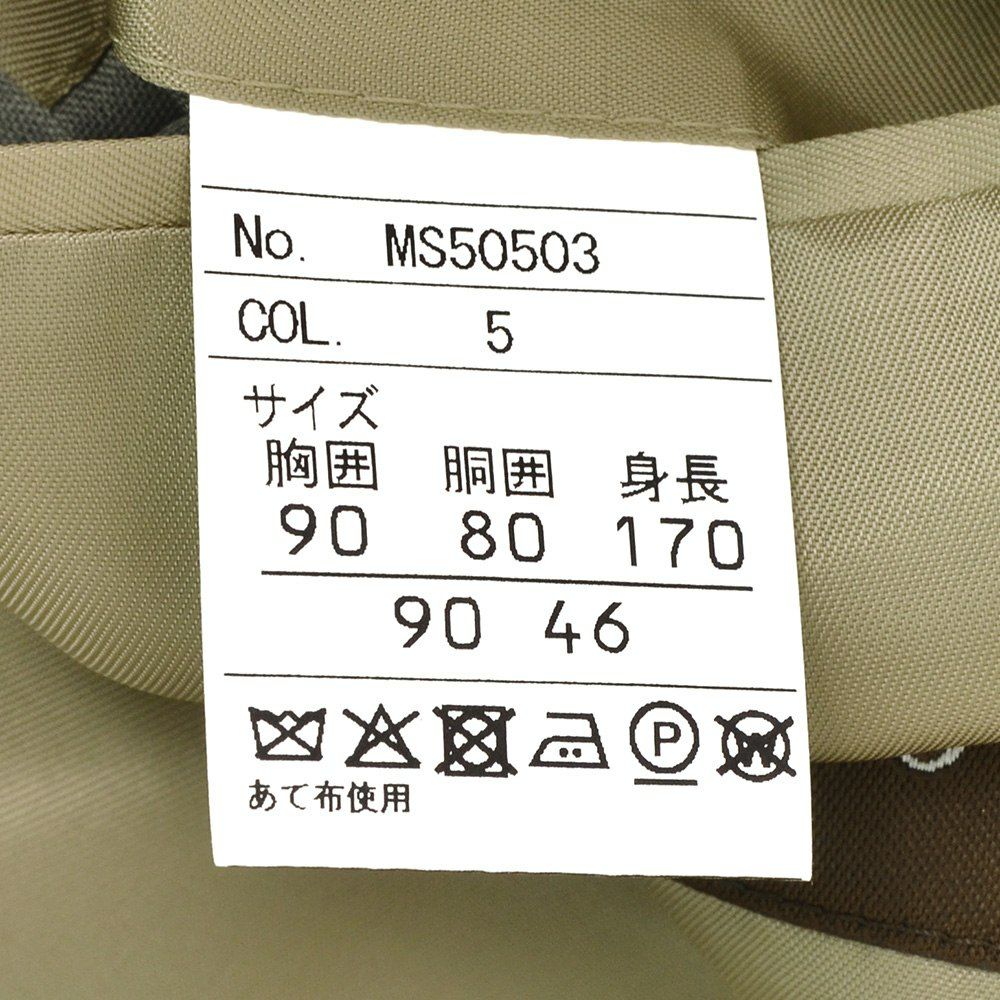 No. MS50503
COL. 5
サイズ
胸囲 胴囲 身長
90 80 170
90 46
P W
あて布使用